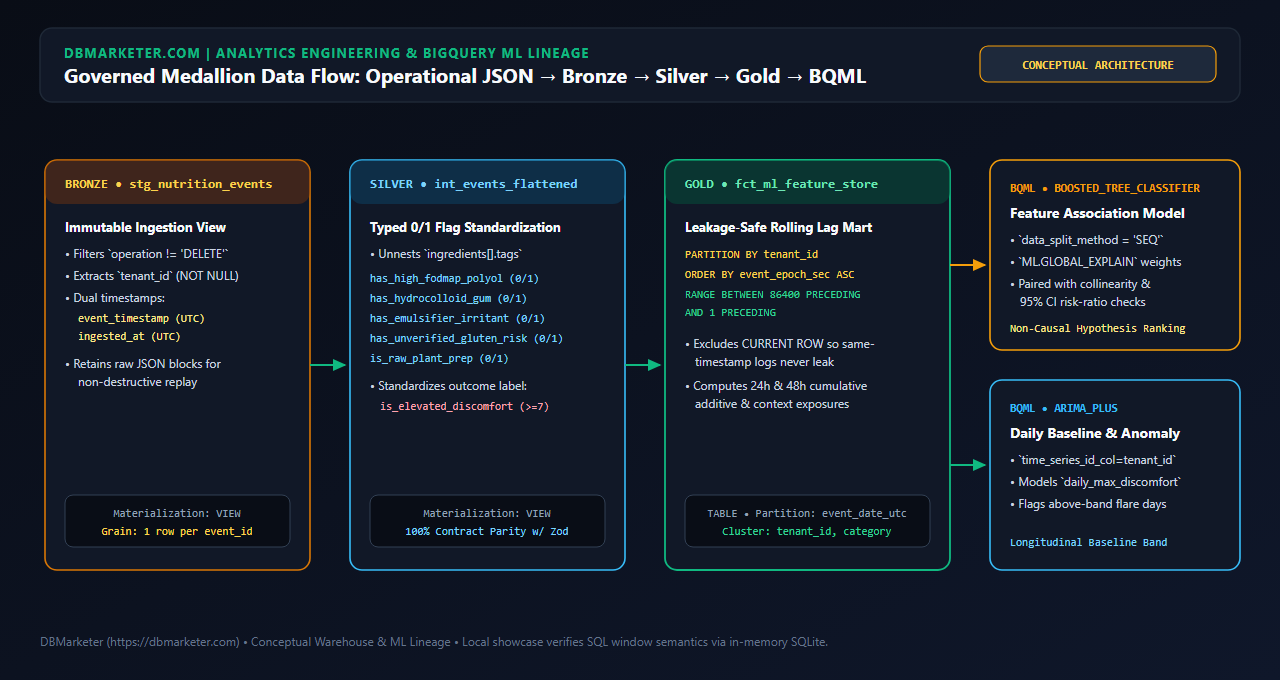 DBMARKETER.COM | ANALYTICS ENGINEERING & BIGQUERY ML LINEAGE
Governed Medallion Data Flow: Operational JSON → Bronze → Silver → Gold → BQML
CONCEPTUAL ARCHITECTURE
BRONZE • stg_nutrition_events
Immutable Ingestion View
• Filters `operation != 'DELETE'`
• Extracts `tenant_id` (NOT NULL)
• Dual timestamps:
event_timestamp (UTC)
ingested_at (UTC)
• Retains raw JSON blocks for
non-destructive replay
Materialization: VIEW
Grain: 1 row per event_id
SILVER • int_events_flattened
Typed 0/1 Flag Standardization
• Unnests `ingredients[].tags`
has_high_fodmap_polyol (0/1)
has_hydrocolloid_gum (0/1)
has_emulsifier_irritant (0/1)
has_unverified_gluten_risk (0/1)
is_raw_plant_prep (0/1)
• Standardizes outcome label:
is_elevated_discomfort (>=7)
Materialization: VIEW
100% Contract Parity w/ Zod
GOLD • fct_ml_feature_store
Leakage-Safe Rolling Lag Mart
PARTITION BY tenant_id
ORDER BY event_epoch_sec ASC
RANGE BETWEEN 86400 PRECEDING
AND 1 PRECEDING
• Excludes CURRENT ROW so same-
timestamp logs never leak
• Computes 24h & 48h cumulative
additive & context exposures
TABLE • Partition: event_date_utc
Cluster: tenant_id, category
BQML • BOOSTED_TREE_CLASSIFIER
Feature Association Model
• `data_split_method = 'SEQ'`
• `ML.GLOBAL_EXPLAIN` weights
• Paired with collinearity &
95% CI risk-ratio checks
Non-Causal Hypothesis Ranking
BQML • ARIMA_PLUS
Daily Baseline & Anomaly
• `time_series_id_col=tenant_id`
• Models `daily_max_discomfort`
• Flags above-band flare days
Longitudinal Baseline Band
DBMarketer (https://dbmarketer.com) • Conceptual Warehouse & ML Lineage • Local showcase verifies SQL window semantics via in-memory SQLite.